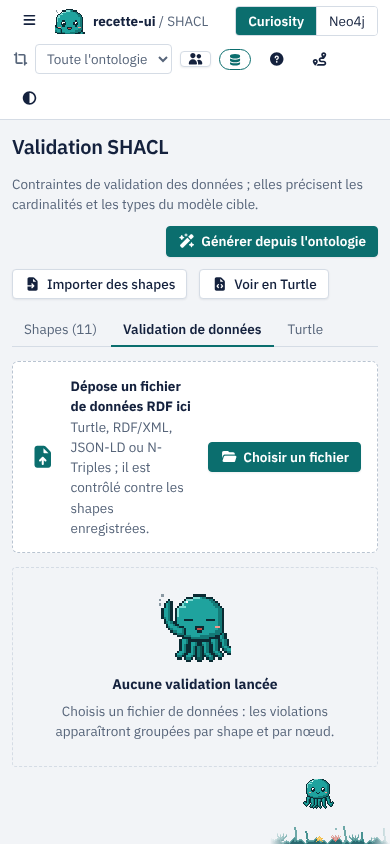 recette-ui / SHACL
Curiosity
Neo4j
Toute l'ontologie
Validation SHACL
Contraintes de validation des données ; elles précisent les
cardinalités et les types du modèle cible.
Générer depuis l'ontologie
Importer des shapes
Voir en Turtle
Shapes (11)
Validation de données
Turtle
Dépose un fichier
de données RDF ici
Turtle, RDF/XML,
JSON-LD ou N-
Triples ; il est
contrôlé contre les
shapes
enregistrées.
Choisir un fichier
Aucune validation lancée
Choisis un fichier de données : les violations
apparaîtront groupées par shape et par nœud.